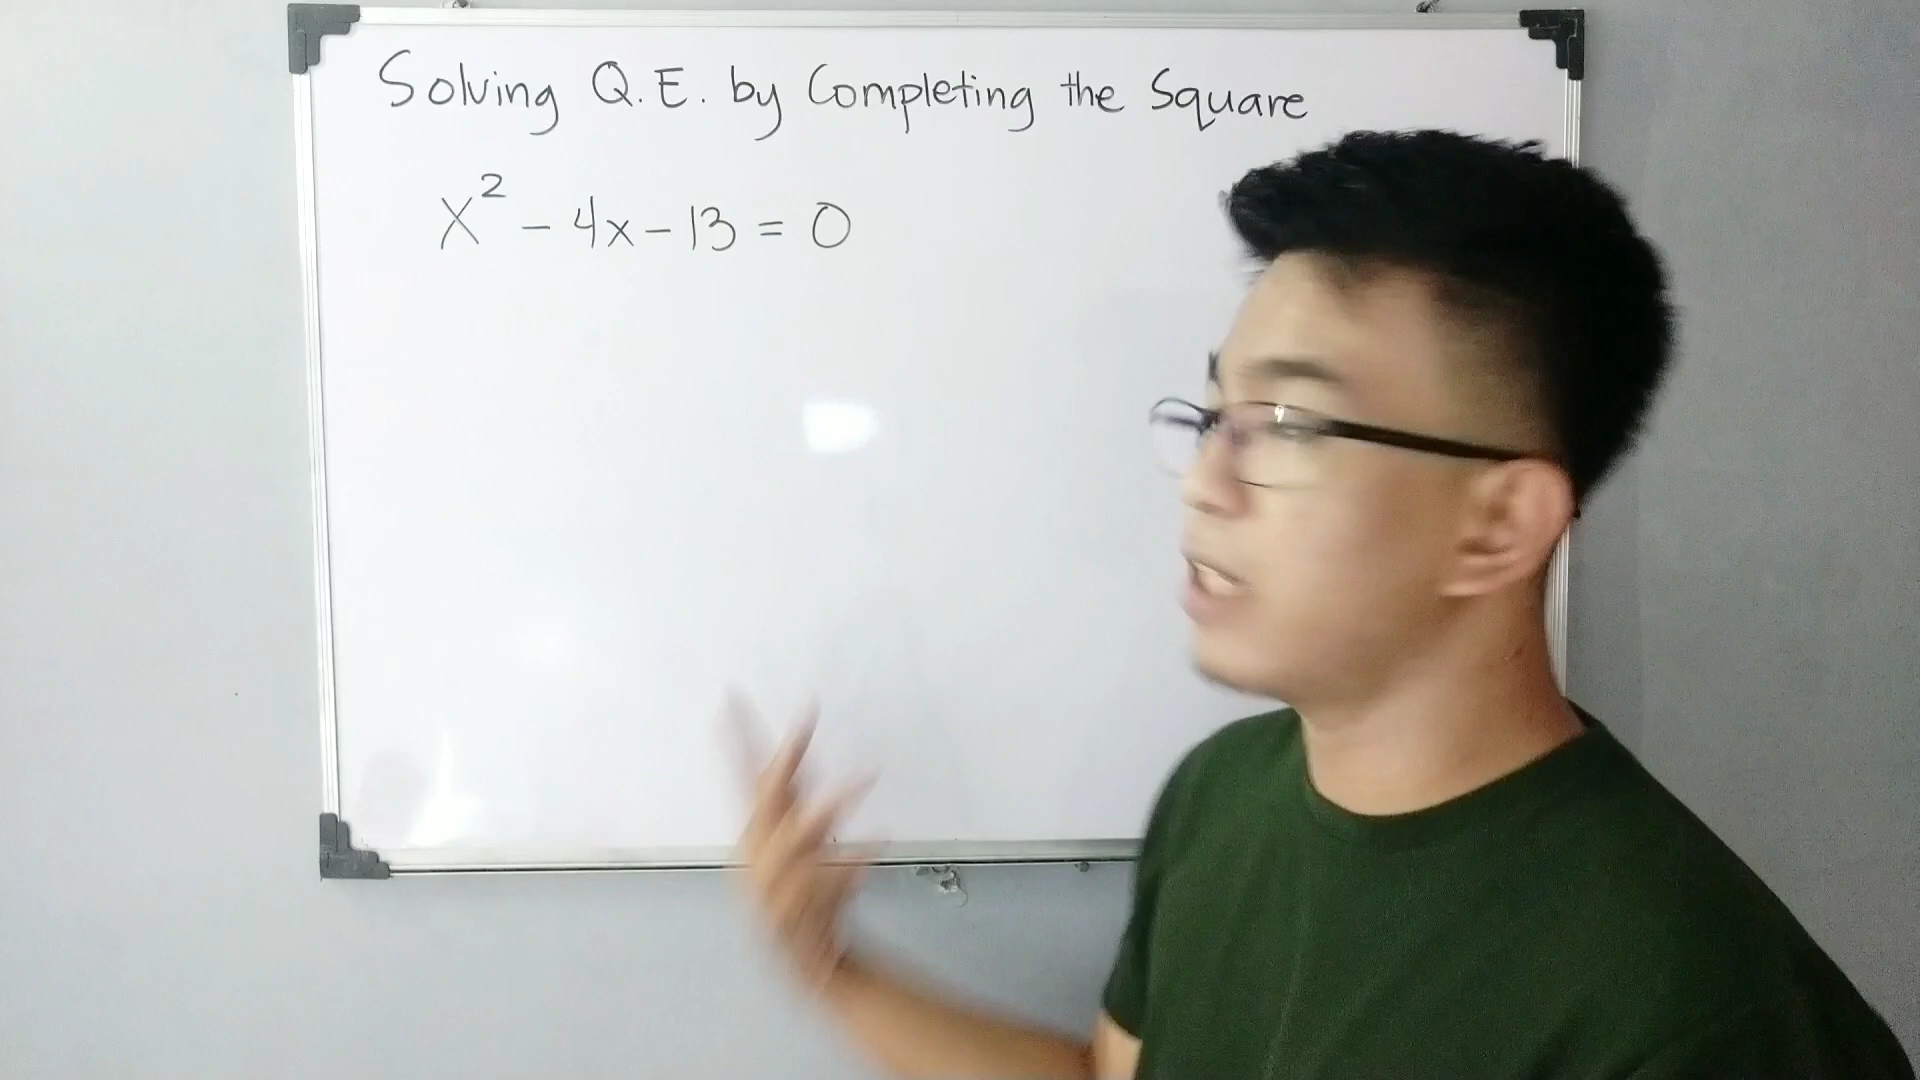 Solving Q.E. by Completing the Square
x² - 4x - 13 = 0